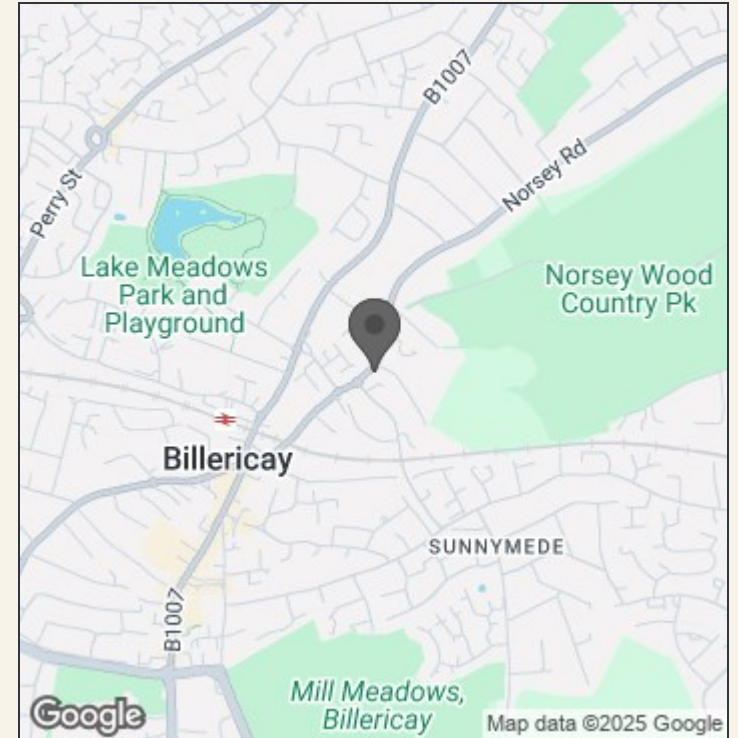 B1007
Norsey Rd
Perry St
Lake Meadows
Park and
Playground
Norsey Wood
Country Pk
Billericay
SUNNYMEDE
B1007
Mill Meadows,
Billericay
Google
Map data ©2025 Google